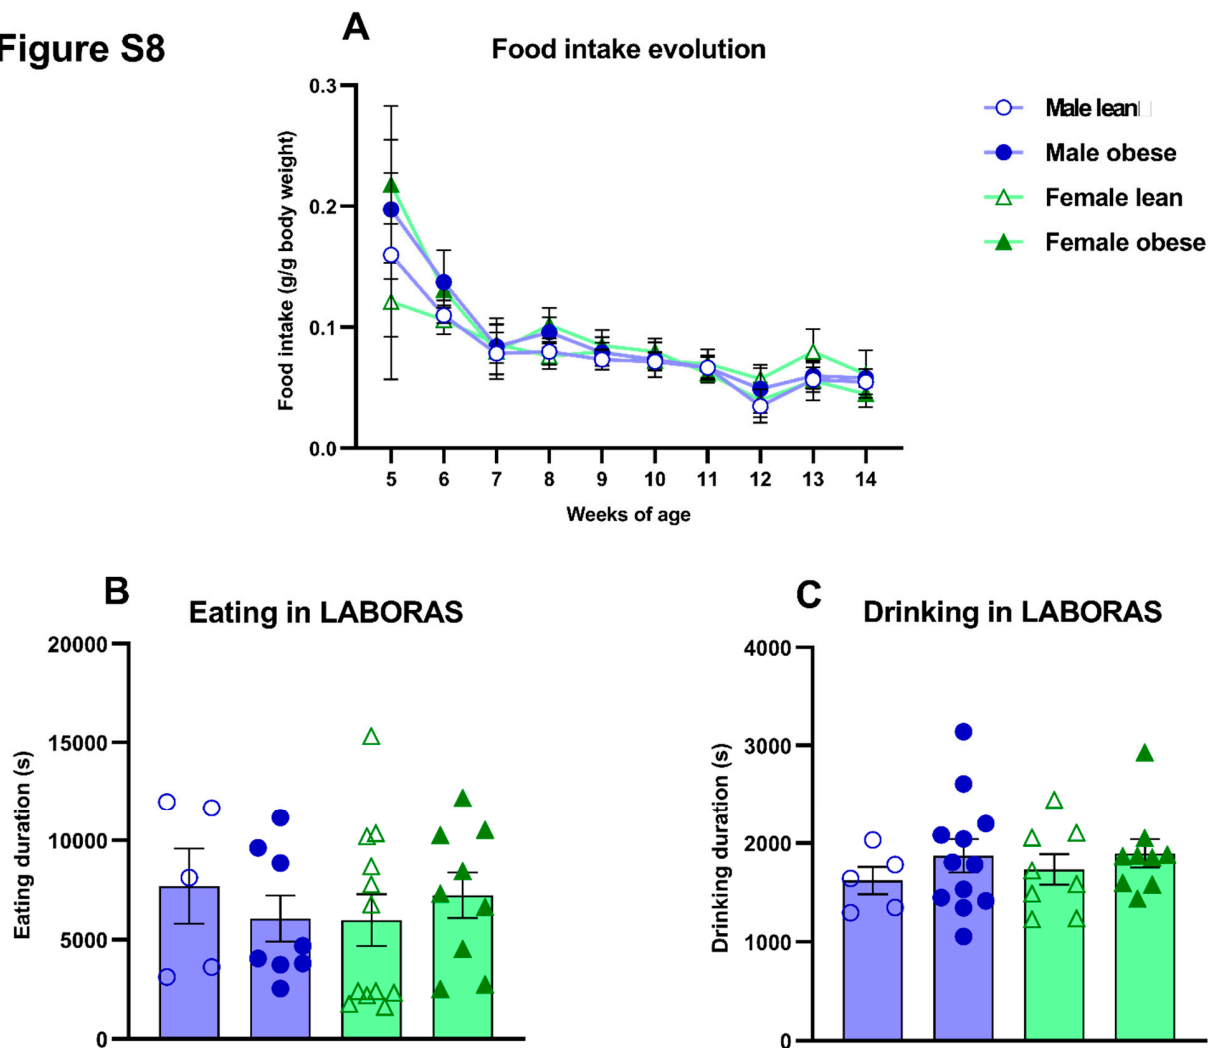 Figure S8
A
Food intake evolution
Food intake (g/g body weight)
0.3
0.2
0.1
0.0
5 6 7 8 9 10 11 12 13 14
Weeks of age
Male lean
Male obese
Female lean
Female obese
B
Eating in LABORAS
Eating duration (s)
20000
15000
10000
5000
0
C
Drinking in LABORAS
Drinking duration (s)
4000
3000
2000
1000
0